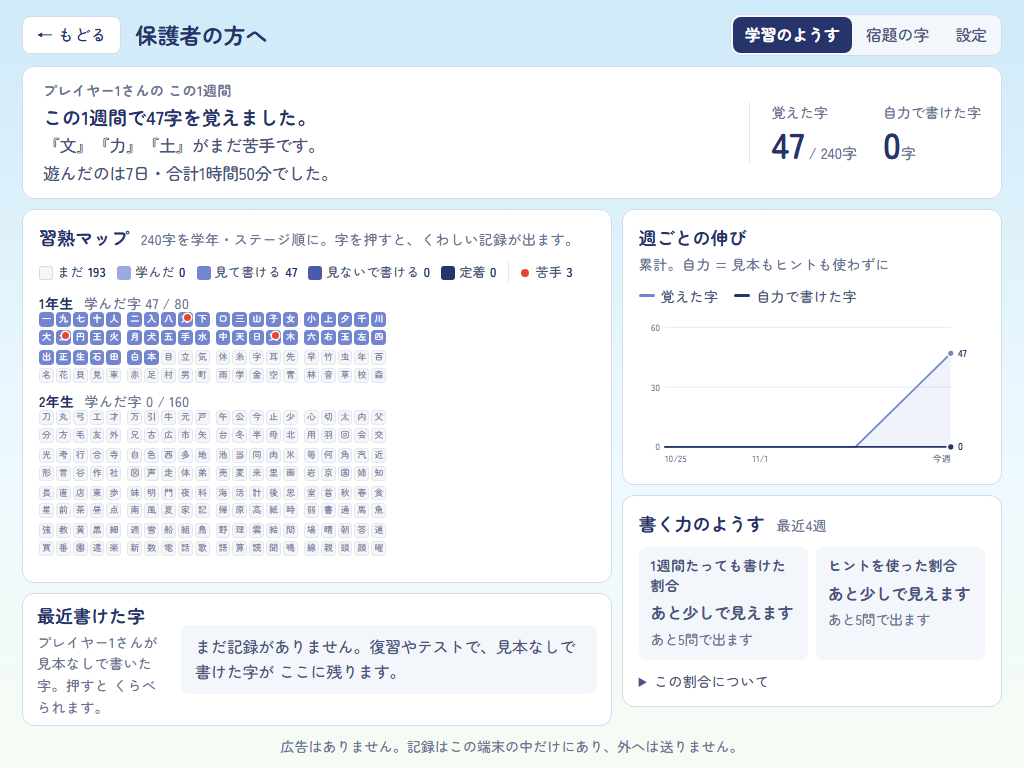 ← もどる
保護者の方へ
学習のようす
宿題の字
設定
プレイヤー1さんの この1週間
この1週間で47字を覚えました。
『文』『力』『土』がまだ苦手です。
遊んだのは7日・合計1時間50分でした。
覚えた字
47 / 240字
自力で書けた字
0字
習熟マップ 240字を学年・ステージ順に。字を押すと、くわしい記録が出ます。
まだ 193 学んだ 0 見て書ける 47 見ないで書ける 0 定着 0 苦手 3
1年生 学んだ字 47 / 80
一 九 七 十 人 二 入 八 下 口 三 山 子 女 小 上 夕 千 川
大 円 王 火 月 犬 五 手 水 中 天 日 木 六 右 玉 左 四
出 正 生 石 田 白 本 目 立 気 休 糸 字 耳 先 早 竹 虫 年 百
名 花 貝 見 車 赤 足 村 男 町 雨 学 金 空 青 林 音 草 校 森
2年生 学んだ字 0 / 160
刀 丸 弓 工 才 万 引 牛 元 戸 午 公 今 止 少 心 切 太 内 父
分 方 毛 友 外 兄 古 広 市 矢 台 冬 半 母 北 用 羽 回 会 交
光 考 行 合 寺 自 色 西 多 地 池 当 同 肉 米 毎 何 角 汽 近
形 言 谷 作 社 図 声 走 体 弟 売 麦 来 里 画 岩 京 国 姉 知
長 直 店 東 歩 妹 明 門 夜 科 海 活 計 後 思 室 首 秋 春 食
星 前 茶 昼 点 南 風 夏 家 記 帰 原 高 紙 時 弱 書 通 馬 魚
強 教 黄 黒 細 週 雪 船 組 鳥 野 理 雲 絵 間 場 晴 朝 答 道
買 番 園 遠 楽 新 数 電 話 歌 語 算 読 聞 鳴 線 親 頭 顔 曜
週ごとの伸び
累計。自力 = 見本もヒントも使わずに
覚えた字 自力で書けた字
60
47
30
0
0
10/25 11/1 今週
書く力のようす 最近4週
1週間たっても書けた
割合
あと少しで見えます
あと5問で出ます
ヒントを使った割合
あと少しで見えます
あと5問で出ます
▶ この割合について
最近書けた字
プレイヤー1さんが
見本なしで書いた
字。押すと くらべ
られます。
まだ記録がありません。復習やテストで、見本なしで
書けた字が ここに残ります。
広告はありません。記録はこの端末の中だけにあり、外へは送りません。